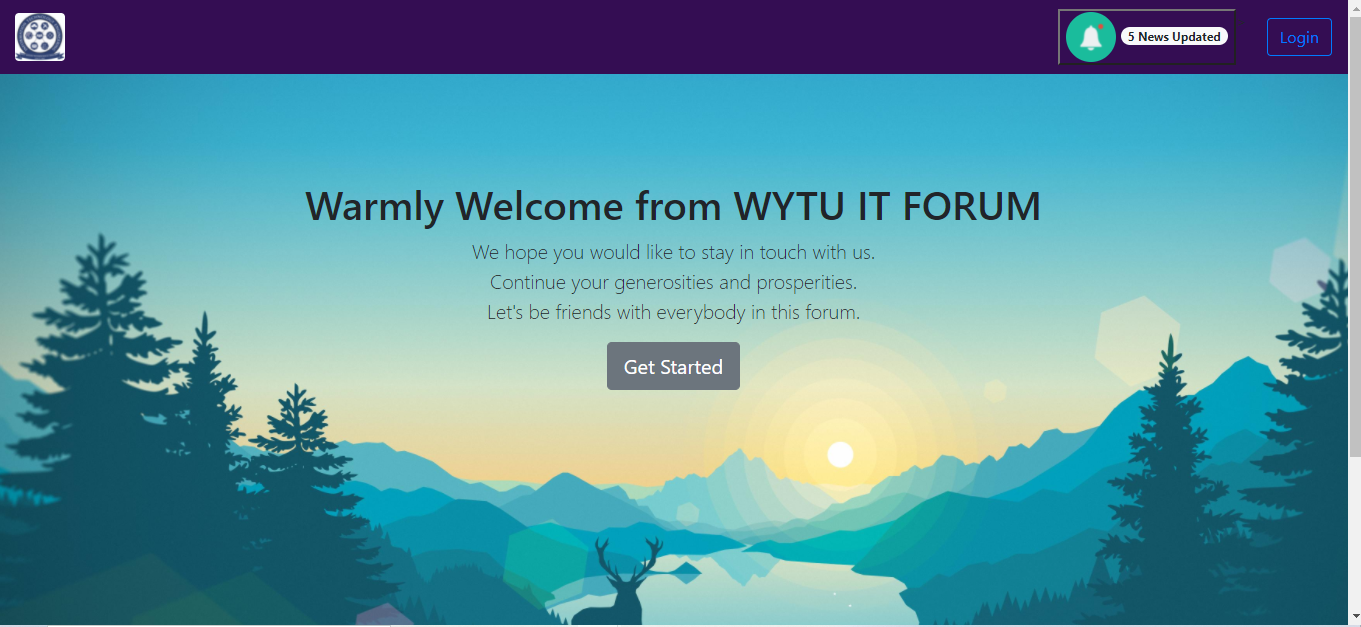 5 News Updated
Login
Warmly Welcome from WYTU IT FORUM
We hope you would like to stay in touch with us.
Continue your generosities and prosperities.
Let's be friends with everybody in this forum.
Get Started